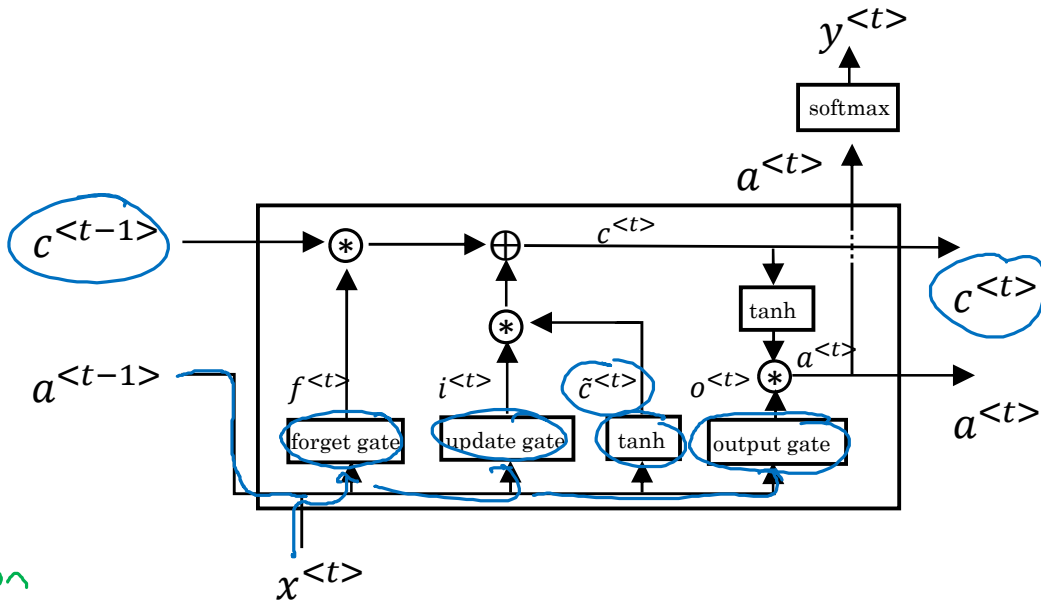 y^{<t>}
softmax
a^{<t>}
c^{<t-1>} * ⊕ c^{<t>}
c^{<t>}
tanh
*
a^{<t-1>} f^{<t>} i^{<t>} c̃^{<t>} o^{<t>} * a^{<t>}
a^{<t>}
forget gate update gate tanh output gate
x^{<t>}